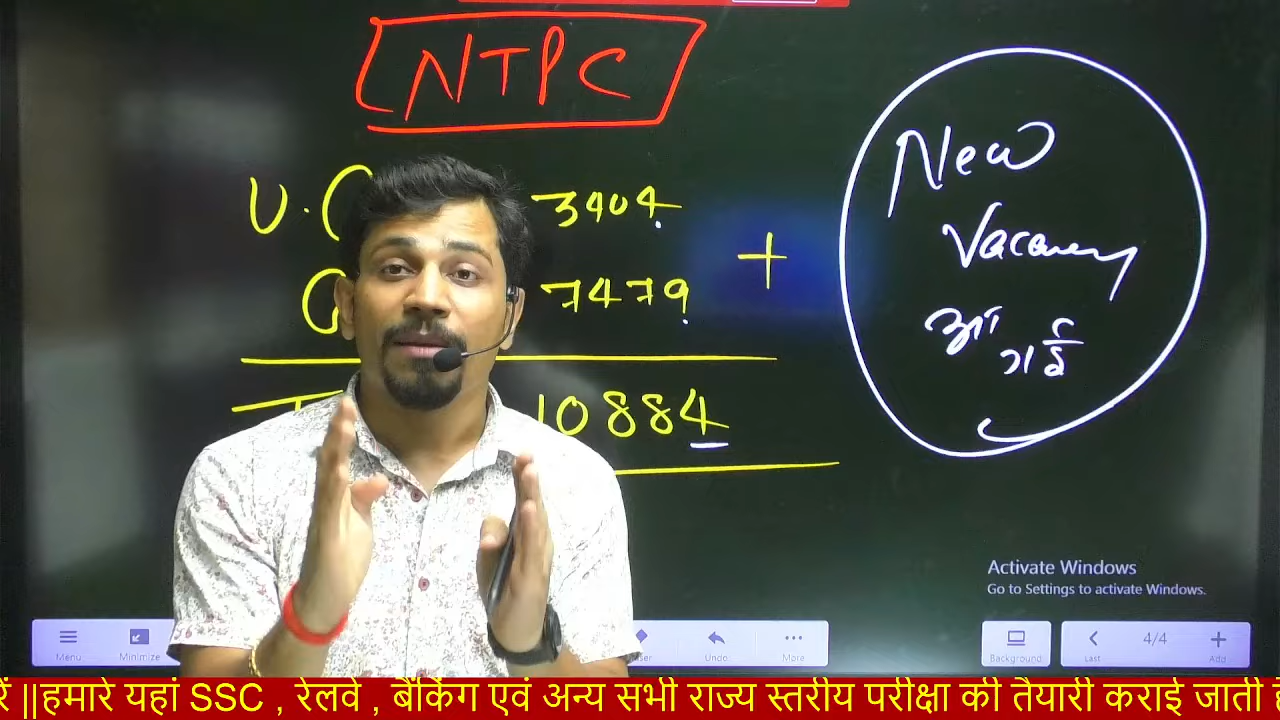 NTPC
U.
3404
7479
10884
+
New
Vacancy
आ गई
Activate Windows
Go to Settings to activate Windows.
Menu
Minimize
Undo
More
Background
Last
4/4
Add
रें ||हमारे यहां SSC , रेलवे , बैंकिंग एवं अन्य सभी राज्य स्तरीय परीक्षा की तैयारी कराई जाती